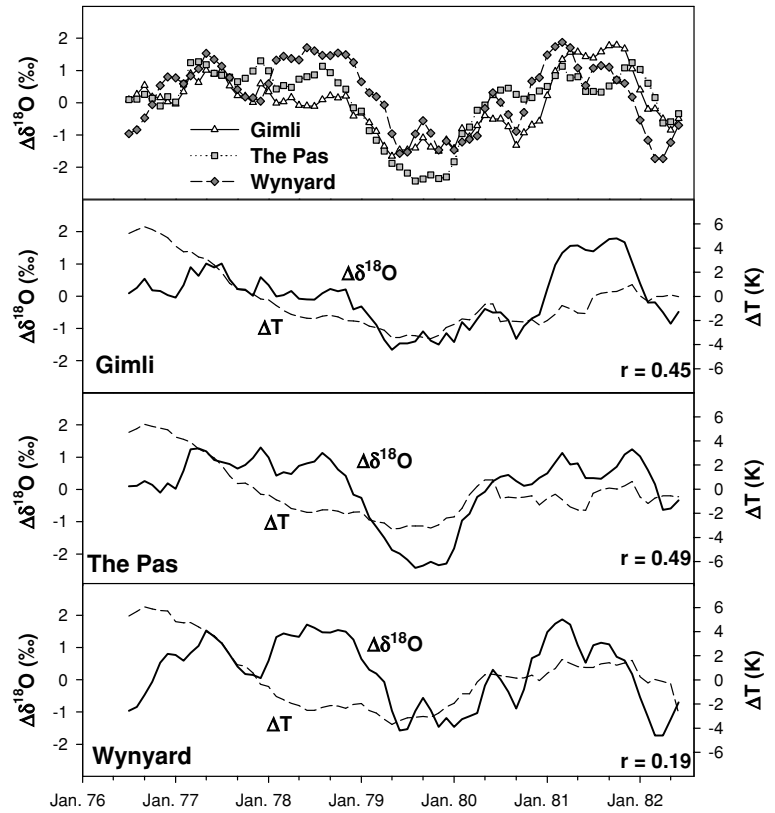 2
1
0
-1
-2
Δδ¹⁸O (‰)
Gimli
The Pas
Wynyard
2
1
0
-1
-2
Δδ¹⁸O (‰)
Δδ¹⁸O
ΔT
Gimli
r = 0.45
6
4
2
0
-2
-4
-6
ΔT (K)
2
1
0
-1
-2
Δδ¹⁸O (‰)
Δδ¹⁸O
ΔT
The Pas
r = 0.49
6
4
2
0
-2
-4
-6
ΔT (K)
2
1
0
-1
-2
Δδ¹⁸O (‰)
Δδ¹⁸O
ΔT
Wynyard
r = 0.19
6
4
2
0
-2
-4
-6
ΔT (K)
Jan. 76 Jan. 77 Jan. 78 Jan. 79 Jan. 80 Jan. 81 Jan. 82